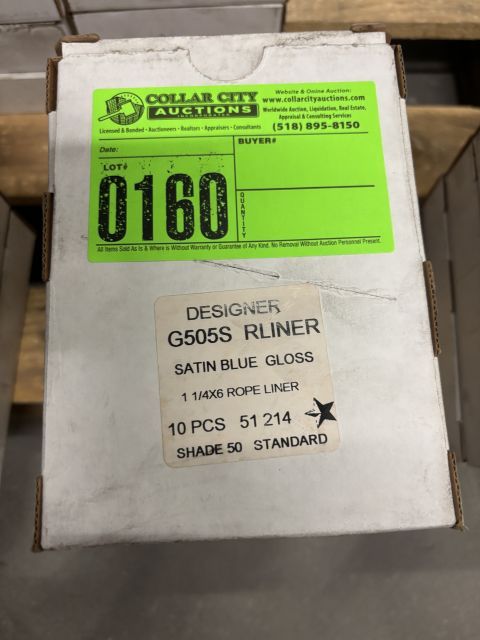 COLLAR CITY
AUCTIONS
INCORPORATED
Licensed & Bonded • Auctioneers • Realtors • Appraisers • Consultants
Website & Online Auction:
www.collarcityauctions.com
Worldwide Auction, Liquidation, Real Estate,
Appraisal & Consulting Services
(518) 895-8150
Date:
LOT#
0160
BUYER#
QUANTITY
All Items Sold As Is & Where is Without Warranty or Guarantee of Any Kind. No Removal Without Auction Personnel Present.
DESIGNER
G505S RLINER
SATIN BLUE GLOSS
1 1/4X6 ROPE LINER
10 PCS 51 214
SHADE 50 STANDARD